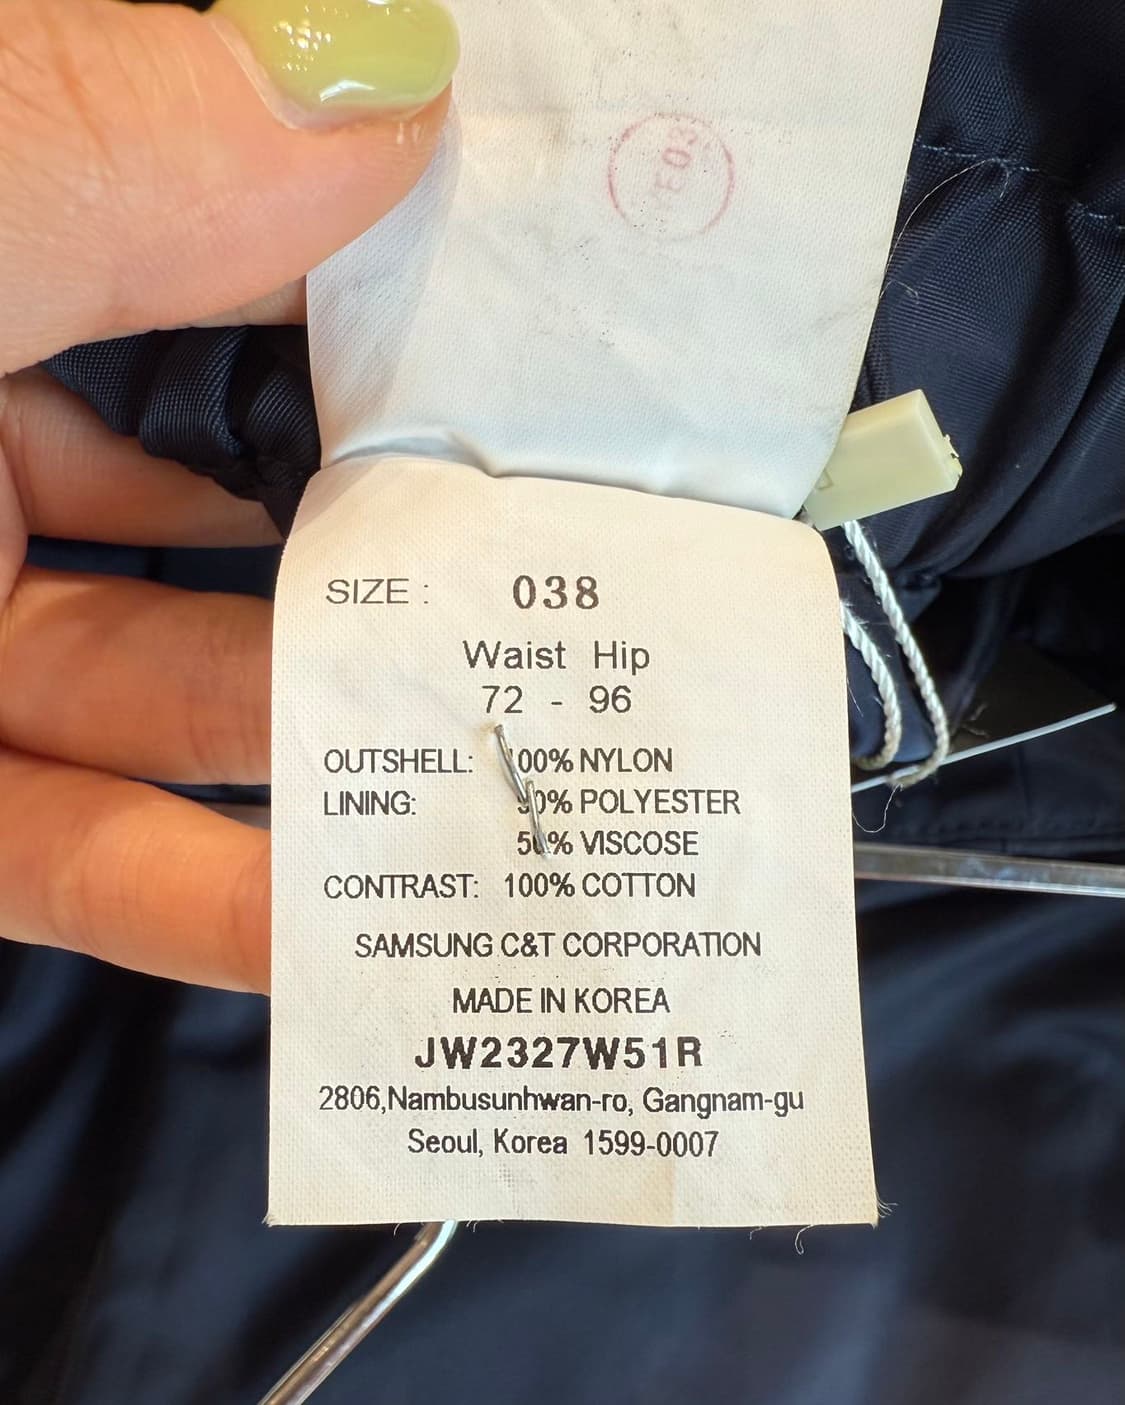 SIZE : 038
Waist Hip
72 - 96
OUTSHELL: 100% NYLON
LINING: 50% POLYESTER
50% VISCOSE
CONTRAST: 100% COTTON
SAMSUNG C&T CORPORATION
MADE IN KOREA
JW2327W51R
2806,Nambusunhwan-ro, Gangnam-gu
Seoul, Korea 1599-0007